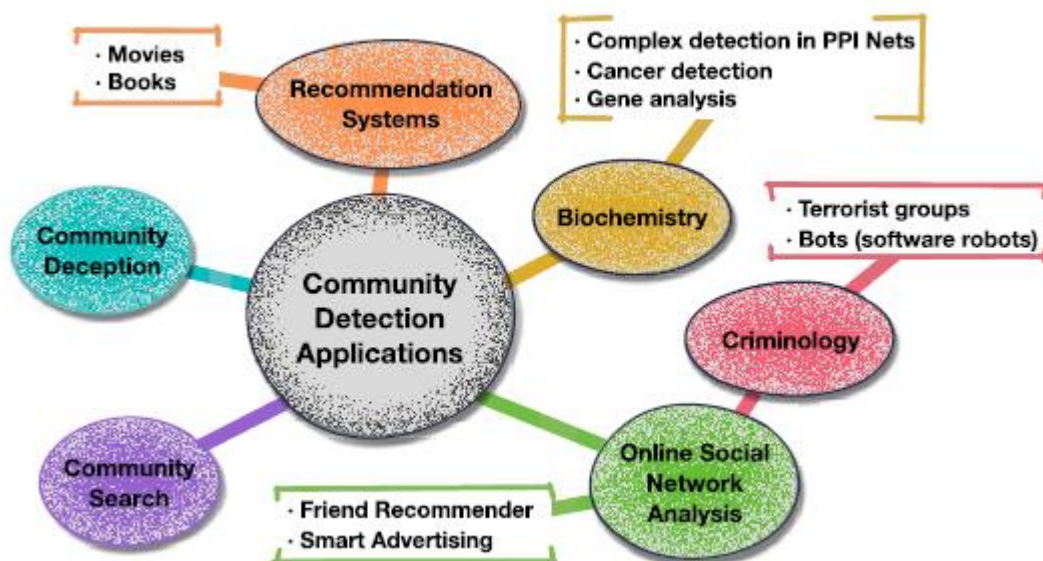 · Movies
· Books
Recommendation
Systems
· Complex detection in PPI Nets
· Cancer detection
· Gene analysis
Biochemistry
· Terrorist groups
· Bots (software robots)
Criminology
Community
Deception
Community
Detection
Applications
Community
Search
Online Social
Network
Analysis
· Friend Recommender
· Smart Advertising